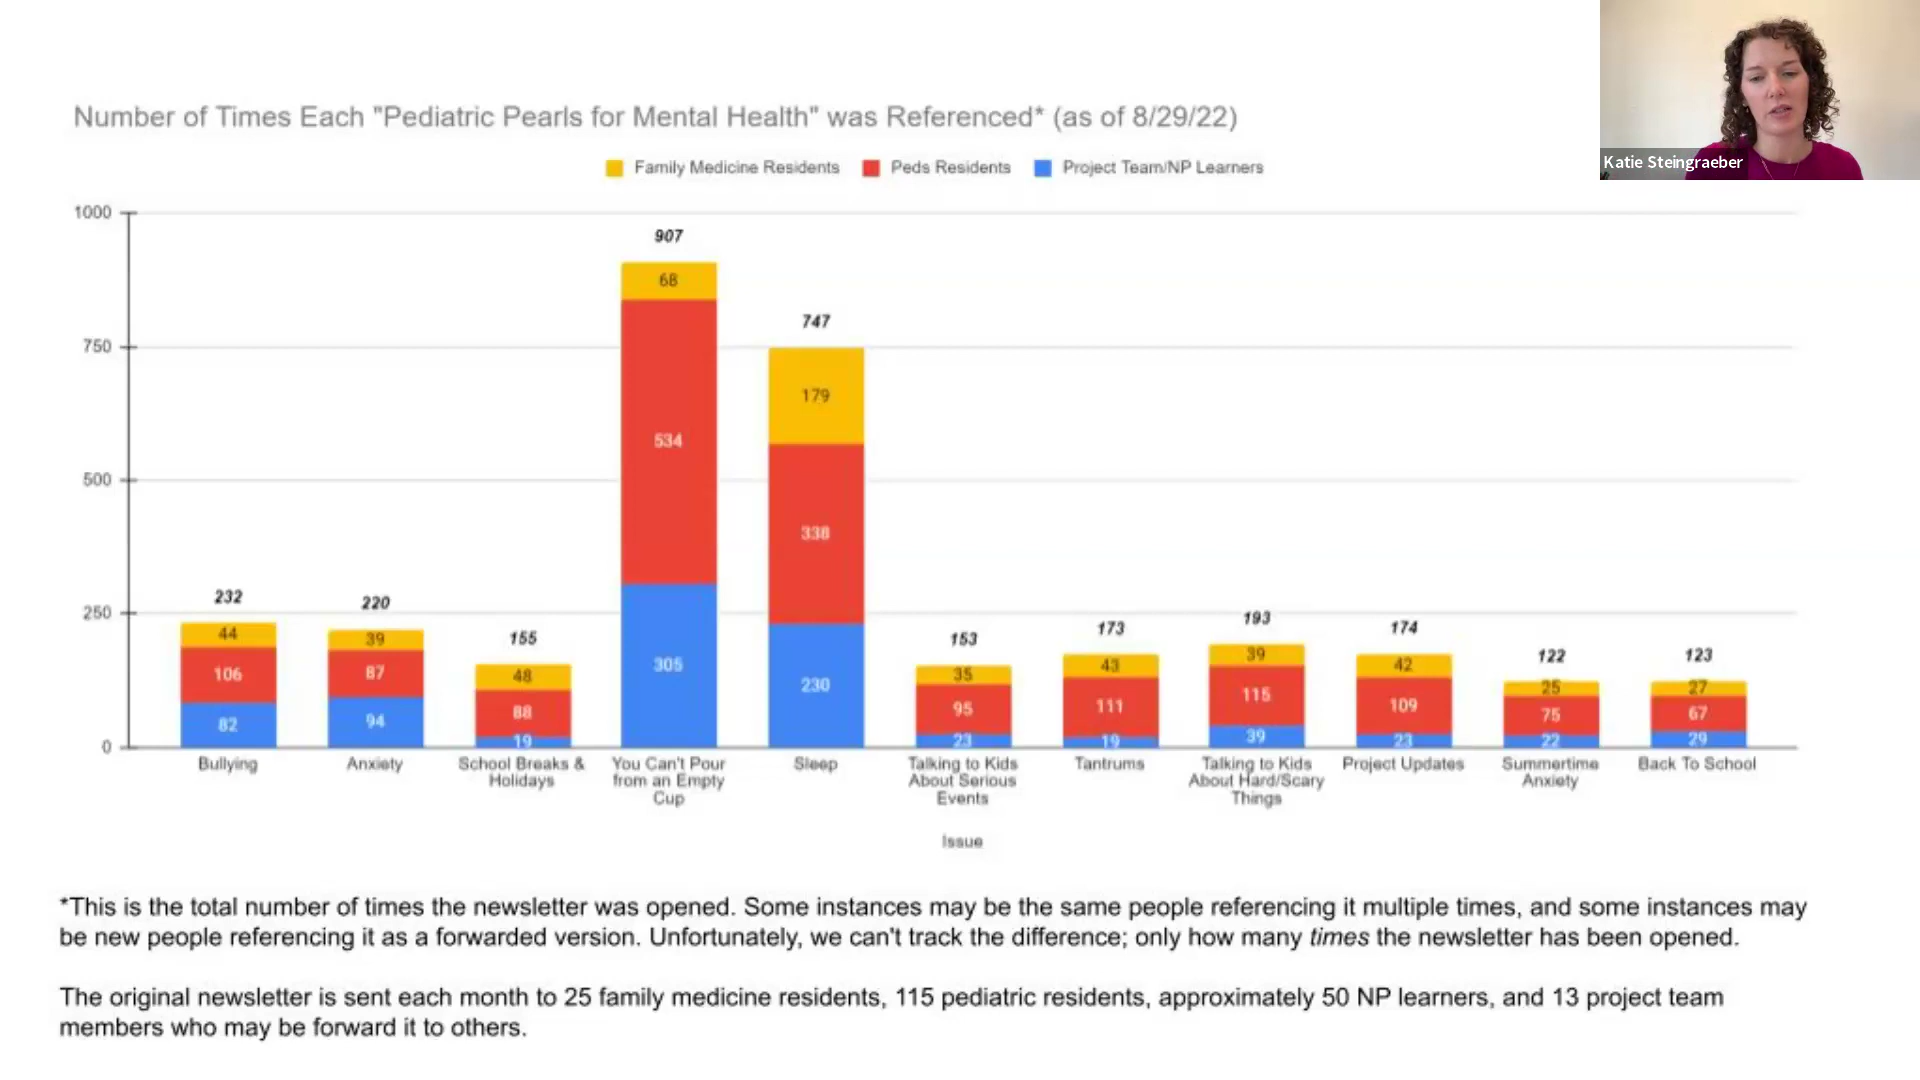 Katie Steingraeber
Number of Times Each "Pediatric Pearls for Mental Health" was Referenced* (as of 8/29/22)
Family Medicine Residents Peds Residents Project Team/NP Learners
1000
750
500
250
0
232
44
106
82
220
39
87
94
155
48
88
19
907
68
534
305
747
179
338
230
153
35
95
23
173
43
111
19
193
39
115
39
174
42
109
23
122
25
75
22
123
27
67
29
Bullying
Anxiety
School Breaks &
Holidays
You Can't Pour
from an Empty
Cup
Sleep
Talking to Kids
About Serious
Events
Tantrums
Talking to Kids
About Hard/Scary
Things
Project Updates
Summertime
Anxiety
Back To School
Issue
*This is the total number of times the newsletter was opened. Some instances may be the same people referencing it multiple times, and some instances may
be new people referencing it as a forwarded version. Unfortunately, we can't track the difference; only how many times the newsletter has been opened.
The original newsletter is sent each month to 25 family medicine residents, 115 pediatric residents, approximately 50 NP learners, and 13 project team
members who may be forward it to others.